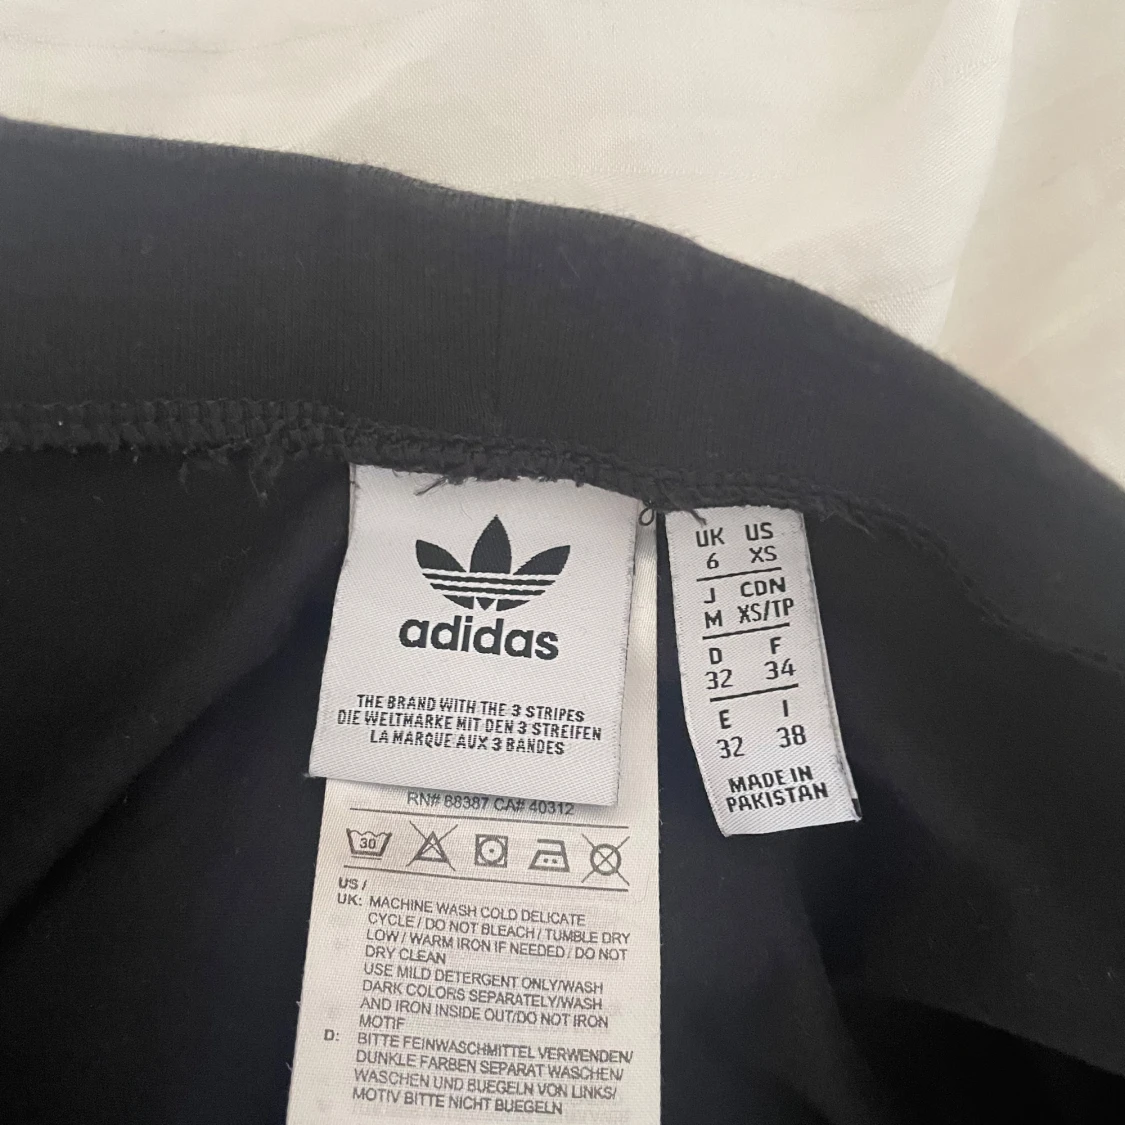 adidas
THE BRAND WITH THE 3 STRIPES
DIE WELTMARKE MIT DEN 3 STREIFEN
LA MARQUE AUX 3 BANDES
RN# 88387 CA# 40312
30
US /
UK: MACHINE WASH COLD DELICATE
CYCLE / DO NOT BLEACH / TUMBLE DRY
LOW / WARM IRON IF NEEDED / DO NOT
DRY CLEAN
USE MILD DETERGENT ONLY/WASH
DARK COLORS SEPARATELY/WASH
AND IRON INSIDE OUT/DO NOT IRON
MOTIF
D: BITTE FEINWASCHMITTEL VERWENDEN/
DUNKLE FARBEN SEPARAT WASCHEN/
WASCHEN UND BUEGELN VON LINKS/
MOTIV BITTE NICHT BUEGELN
UK US
6 XS
J CDN
M XS/TP
D F
32 34
E I
32 38
MADE IN
PAKISTAN